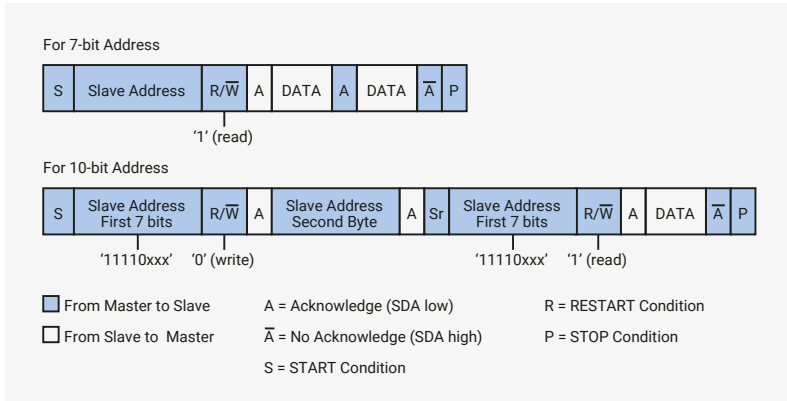 For 7-bit Address
S Slave Address R/W̅ A DATA A DATA A̅ P
‘1’ (read)
For 10-bit Address
S Slave Address First 7 bits R/W̅ A Slave Address Second Byte A Sr Slave Address First 7 bits R/W̅ A DATA A̅ P
‘11110xxx’ ‘0’ (write) ‘11110xxx’ ‘1’ (read)
From Master to Slave A = Acknowledge (SDA low) R = RESTART Condition
From Slave to Master A̅ = No Acknowledge (SDA high) P = STOP Condition
S = START Condition